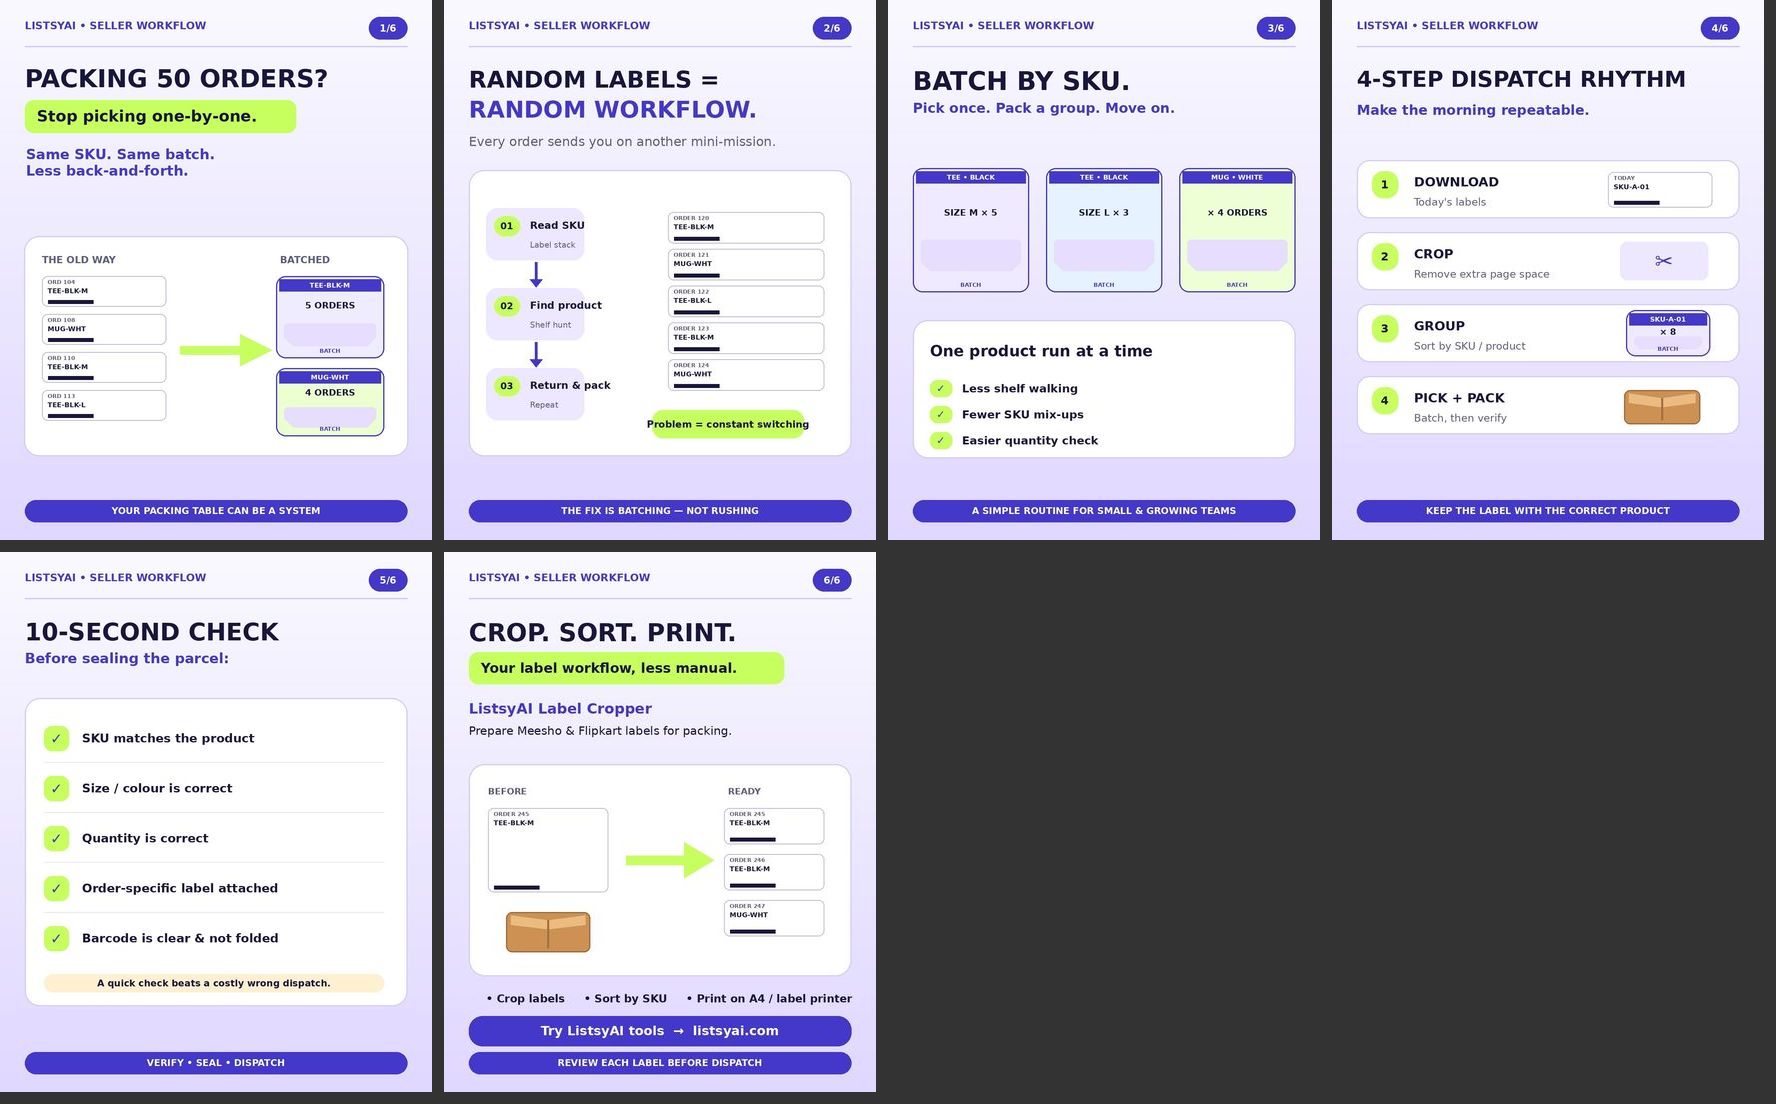 LISTSYAI • SELLER WORKFLOW
1/6
PACKING 50 ORDERS?
Stop picking one-by-one.
Same SKU. Same batch.
Less back-and-forth.
THE OLD WAY
ORD 104
TEE-BLK-M
ORD 108
MUG-WHT
ORD 110
TEE-BLK-M
ORD 113
TEE-BLK-L
BATCHED
TEE-BLK-M
5 ORDERS
BATCH
MUG-WHT
4 ORDERS
BATCH
YOUR PACKING TABLE CAN BE A SYSTEM
LISTSYAI • SELLER WORKFLOW
2/6
RANDOM LABELS =
RANDOM WORKFLOW.
Every order sends you on another mini-mission.
01
Read SKU
Label stack
02
Find product
Shelf hunt
03
Return & pack
Repeat
ORDER 120
TEE-BLK-M
ORDER 121
MUG-WHT
ORDER 122
TEE-BLK-L
ORDER 123
TEE-BLK-M
ORDER 124
MUG-WHT
Problem = constant switching
THE FIX IS BATCHING — NOT RUSHING
LISTSYAI • SELLER WORKFLOW
3/6
BATCH BY SKU.
Pick once. Pack a group. Move on.
TEE • BLACK
SIZE M × 5
BATCH
TEE • BLACK
SIZE L × 3
BATCH
MUG • WHITE
× 4 ORDERS
BATCH
One product run at a time
✓ Less shelf walking
✓ Fewer SKU mix-ups
✓ Easier quantity check
A SIMPLE ROUTINE FOR SMALL & GROWING TEAMS
LISTSYAI • SELLER WORKFLOW
4/6
4-STEP DISPATCH RHYTHM
Make the morning repeatable.
1
DOWNLOAD
Today's labels
TODAY
SKU-A-01
2
CROP
Remove extra page space
3
GROUP
Sort by SKU / product
SKU-A-01
× 8
BATCH
4
PICK + PACK
Batch, then verify
KEEP THE LABEL WITH THE CORRECT PRODUCT
LISTSYAI • SELLER WORKFLOW
5/6
10-SECOND CHECK
Before sealing the parcel:
✓ SKU matches the product
✓ Size / colour is correct
✓ Quantity is correct
✓ Order-specific label attached
✓ Barcode is clear & not folded
A quick check beats a costly wrong dispatch.
VERIFY • SEAL • DISPATCH
LISTSYAI • SELLER WORKFLOW
6/6
CROP. SORT. PRINT.
Your label workflow, less manual.
ListsyAI Label Cropper
Prepare Meesho & Flipkart labels for packing.
BEFORE
ORDER 245
TEE-BLK-M
READY
ORDER 245
TEE-BLK-M
ORDER 246
TEE-BLK-M
ORDER 247
MUG-WHT
• Crop labels • Sort by SKU • Print on A4 / label printer
Try ListsyAI tools → listsyai.com
REVIEW EACH LABEL BEFORE DISPATCH